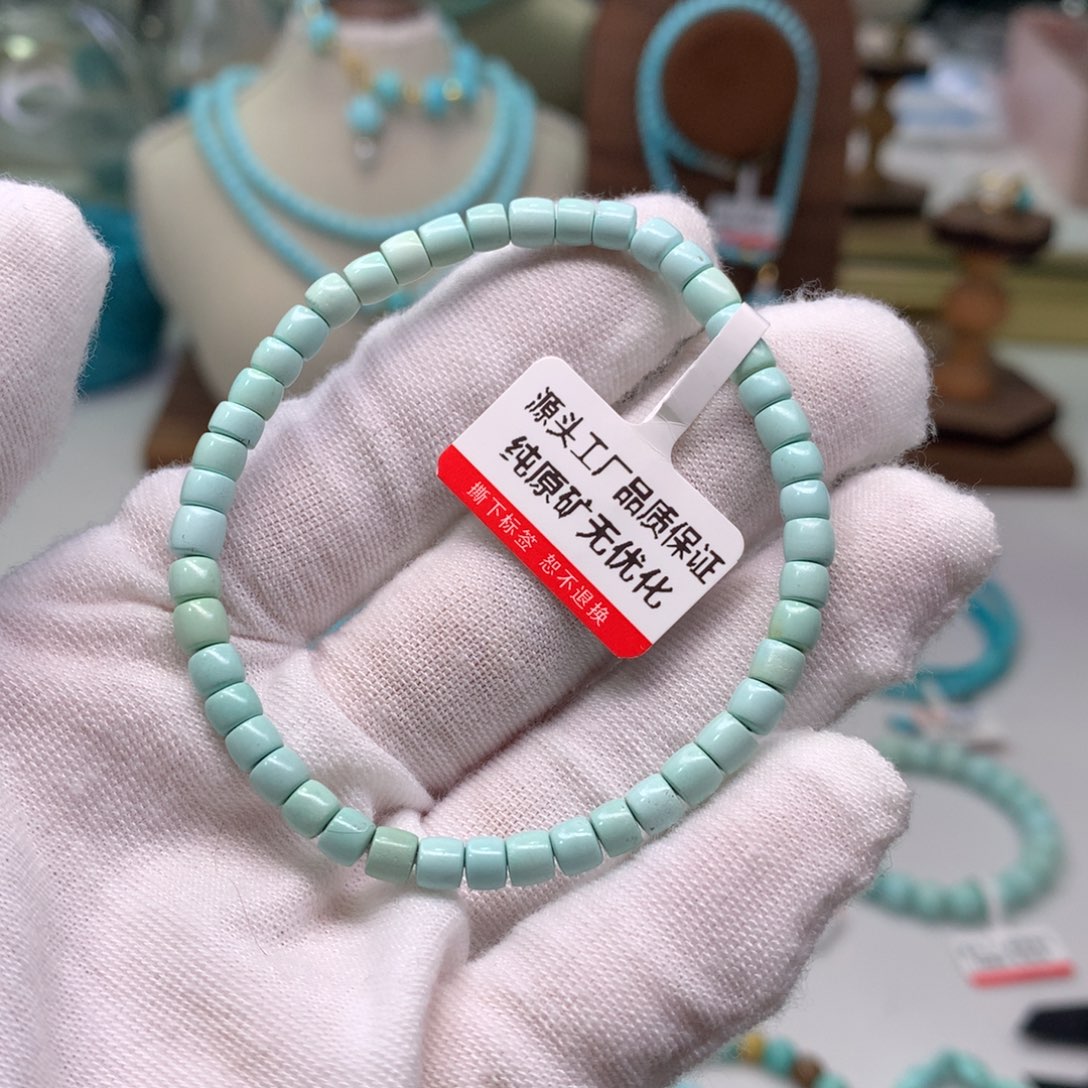 源头工厂品质保证
纯原矿无优化
撕下标签 恕不退换